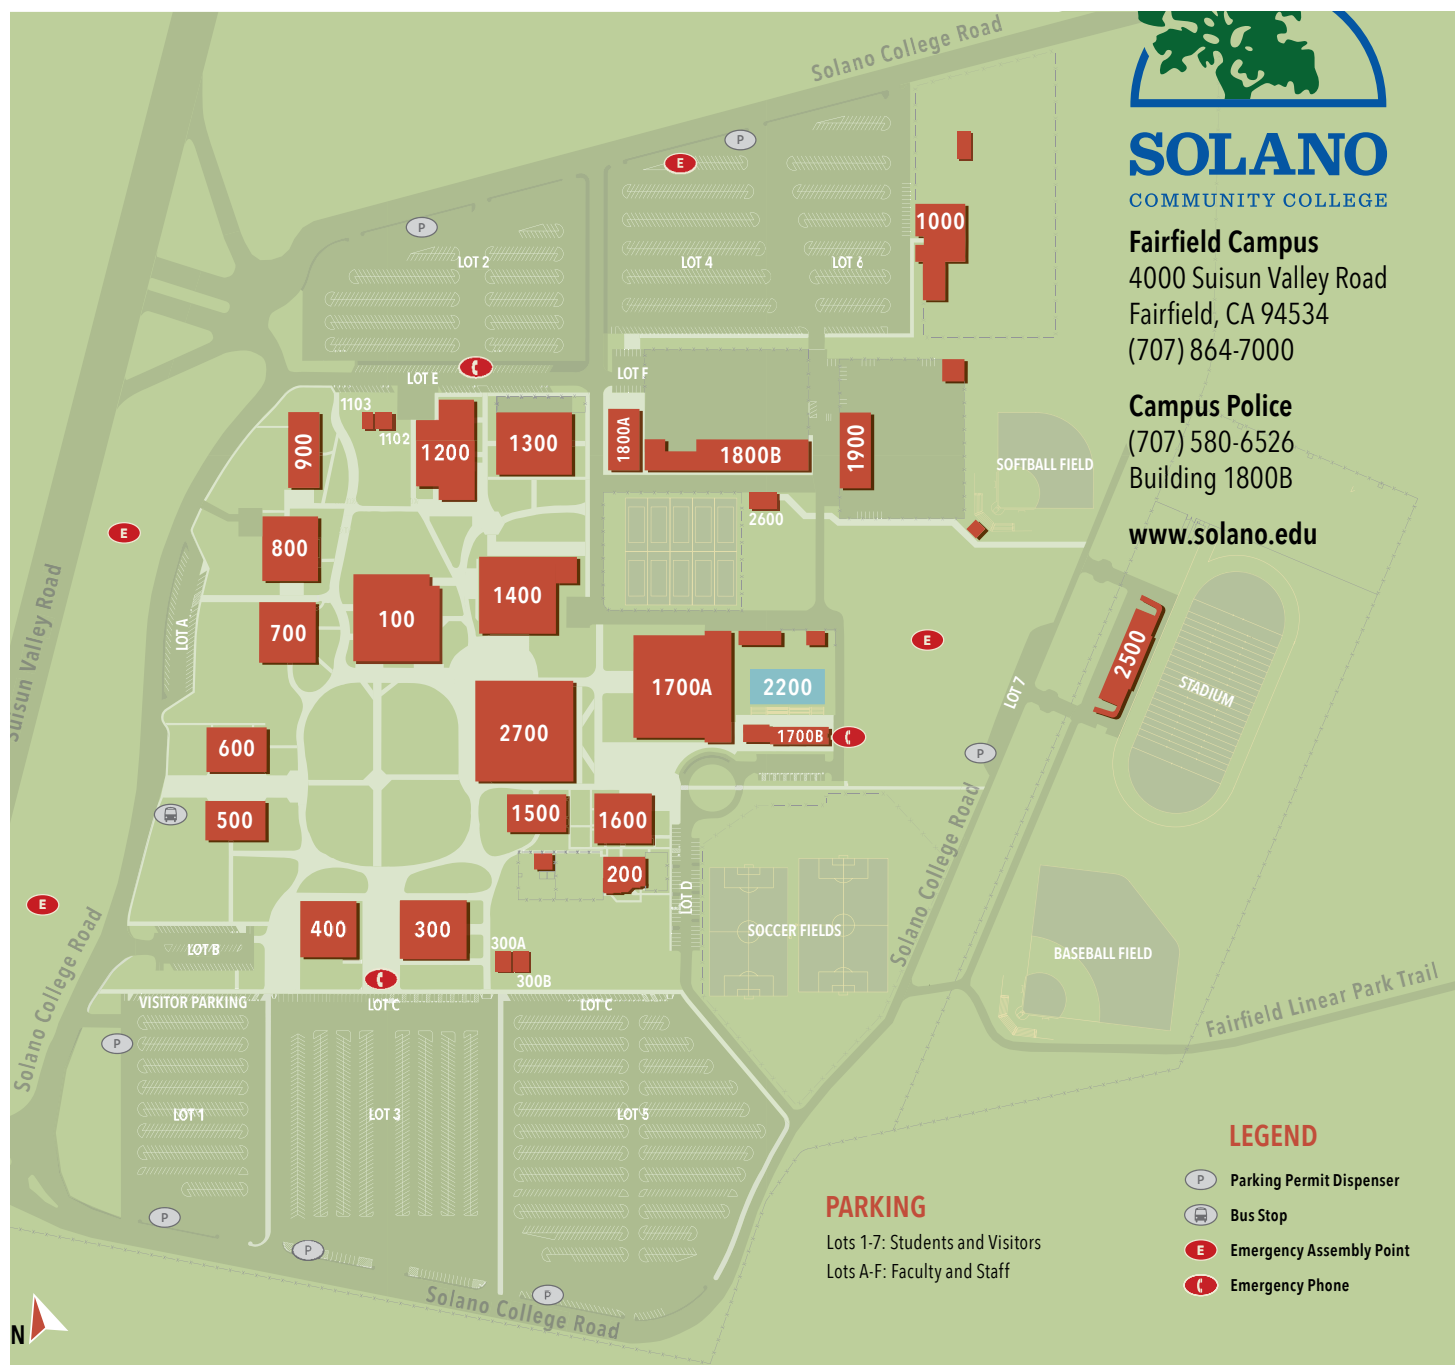 Solano College Road
SOLANO
COMMUNITY COLLEGE
Fairfield Campus
4000 Suisun Valley Road
Fairfield, CA 94534
(707) 864-7000
Campus Police
(707) 580-6526
Building 1800B
www.solano.edu
P
E
P
1000
LOT 2
LOT 4
LOT 6
LOT E
LOT F
1103
1102
900
1200
1300
1800A
1800B
1900
SOFTBALL FIELD
2600
E
800
1400
100
700
LOT A
Suisun Valley Road
E
2500
1700A
2200
LOT 7
STADIUM
2700
600
1700B
P
500
1500
1600
200
LOT D
Solano College Road
400
300
SOCCER FIELDS
BASEBALL FIELD
E
LOT B
300A
300B
Solano College Road
VISITOR PARKING
LOT C
LOT C
Fairfield Linear Park Trail
P
LOT 1
LOT 3
LOT 5
P
P
P
Solano College Road
N
PARKING
Lots 1-7: Students and Visitors
Lots A-F: Faculty and Staff
LEGEND
P Parking Permit Dispenser
Bus Stop
E Emergency Assembly Point
Emergency Phone